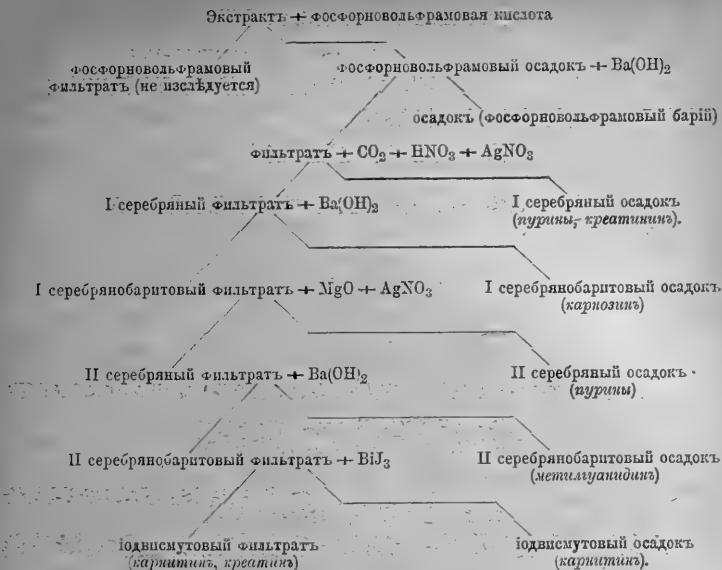 Экстрактъ + Фосфорновольфрамовая кислота
Фосфорновольфрамовый
фильтратъ (не изслѣдуется)
Фосфорновольфрамовый осадокъ + Ba(OH)₂
осадокъ (Фосфорновольфрамовый барій)
Фильтратъ + CO₂ + HNO₃ + AgNO₃
I серебряный Фильтратъ + Ba(OH)₂
I серебряный осадокъ
(пурины, креатининъ).
I серебрянобаритовый Фильтратъ + MgO + AgNO₃
I серебрянобаритовый осадокъ
(карнозинъ)
II серебряный Фильтратъ + Ba(OH)₂
II серебряный осадокъ
(пурины)
II серебрянобаритовый Фильтратъ + BiJ₃
II серебрянобаритовый осадокъ
(метилгуанидинъ)
іодвисмутовый Фильтратъ
(карнитинъ, креатинъ)
іодвисмутовый осадокъ
(карнитинъ).